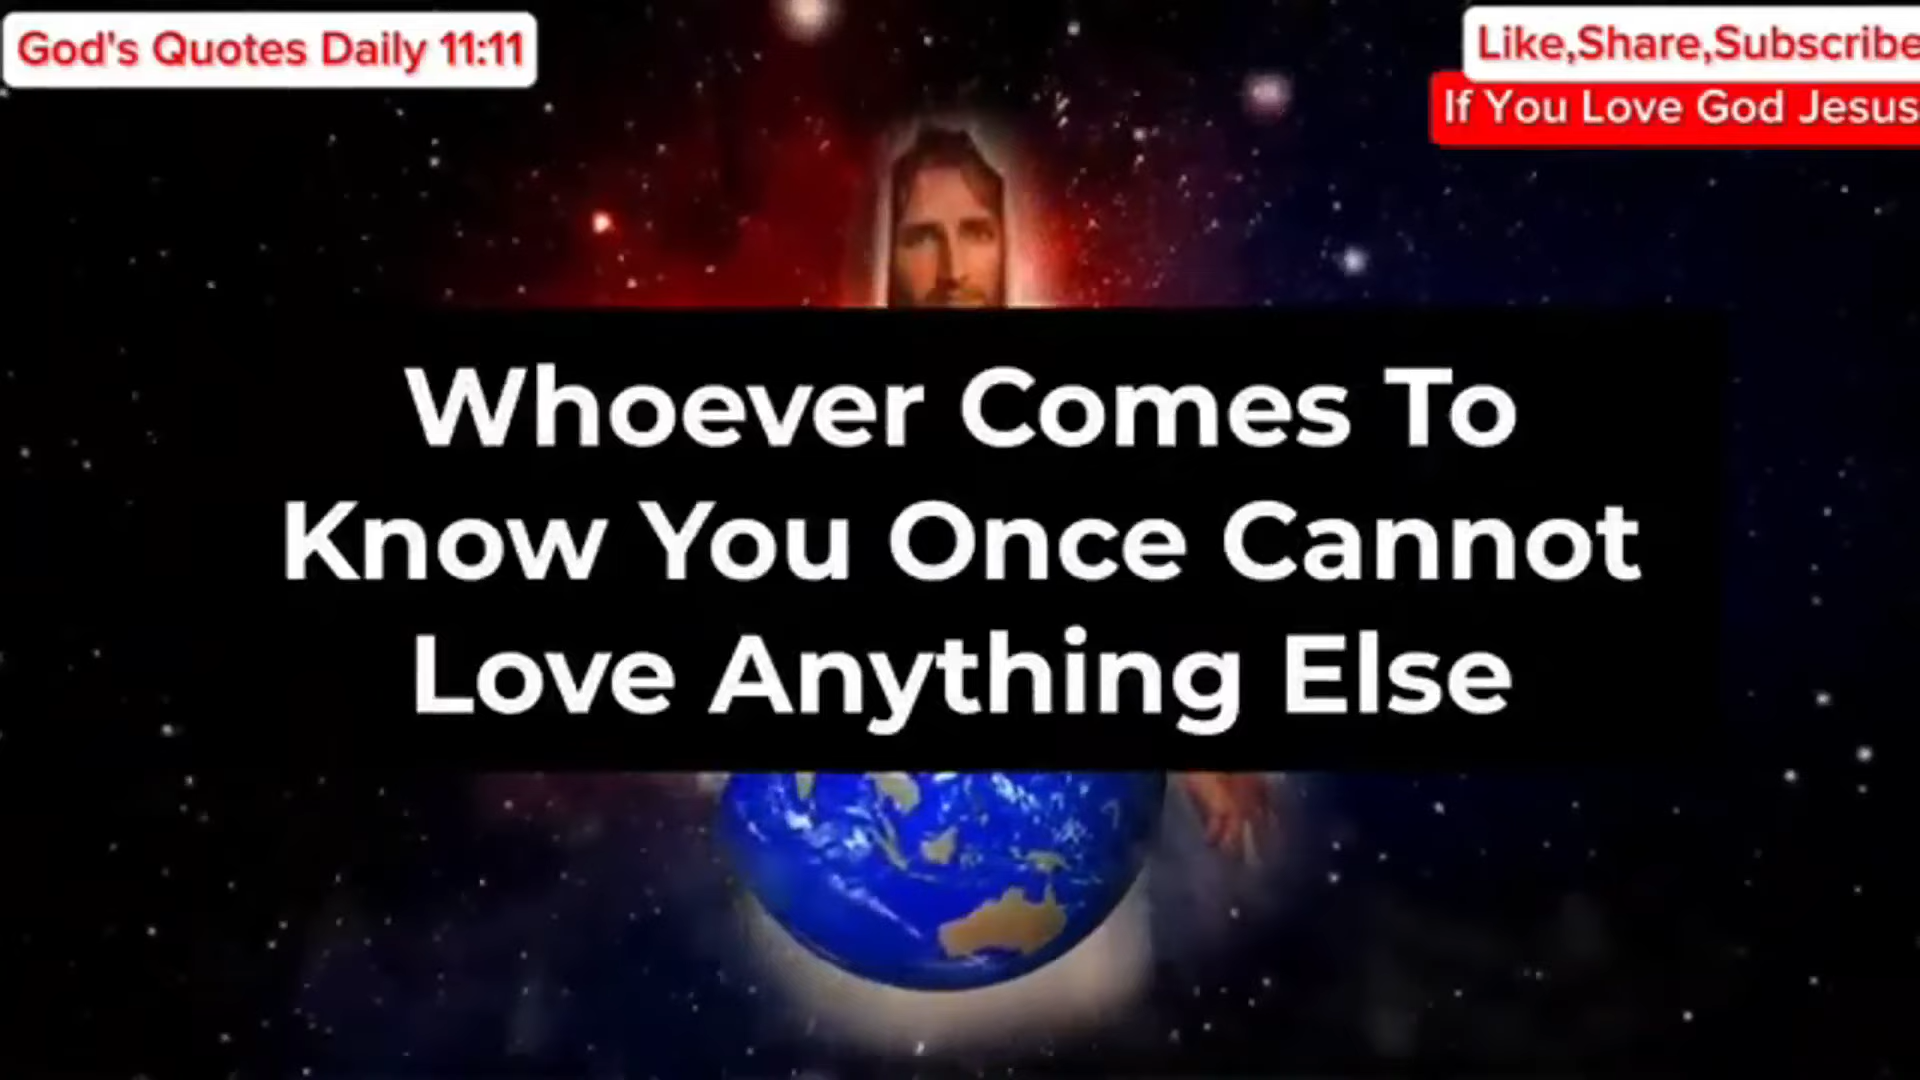 God's Quotes Daily 11:11
Like,Share,Subscribe
If You Love God Jesus
Whoever Comes To
Know You Once Cannot
Love Anything Else